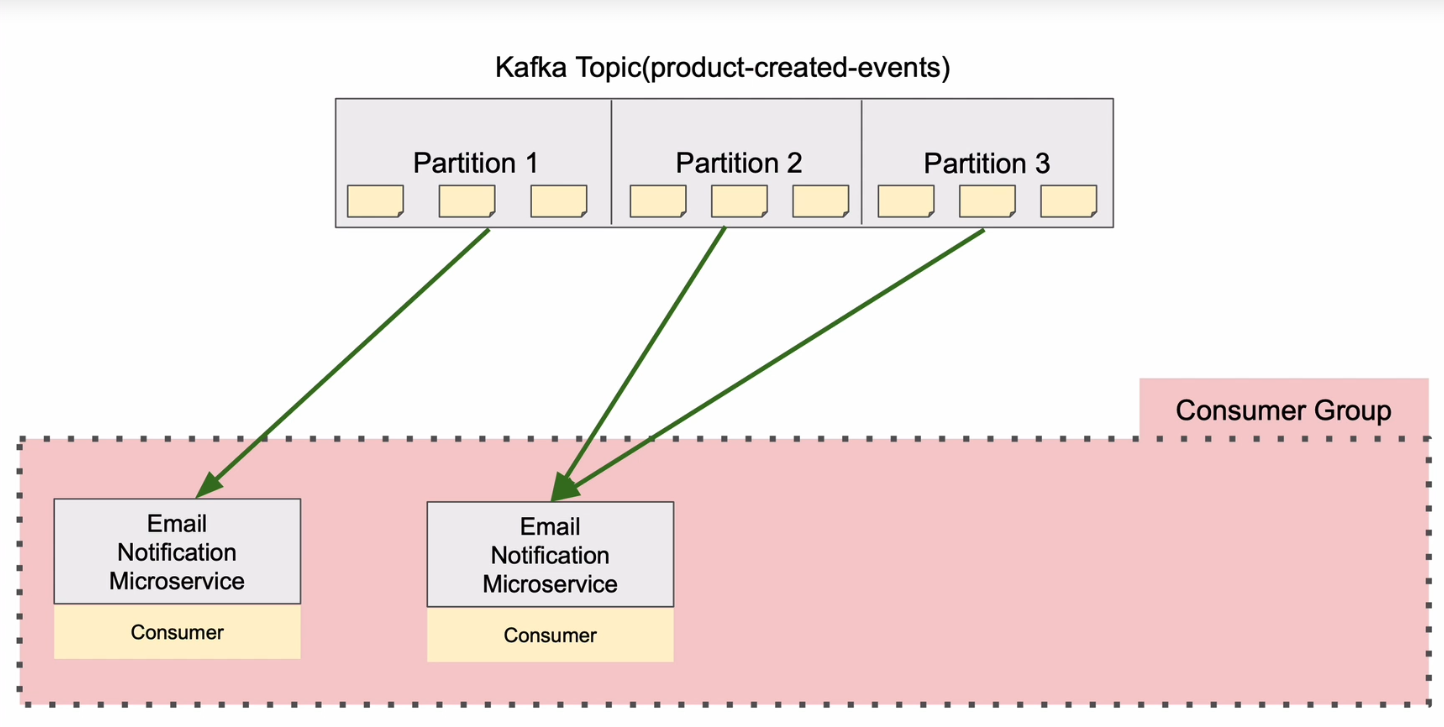 Kafka Topic(product-created-events)
Partition 1
Partition 2
Partition 3
Consumer Group
Email
Notification
Microservice
Consumer
Email
Notification
Microservice
Consumer